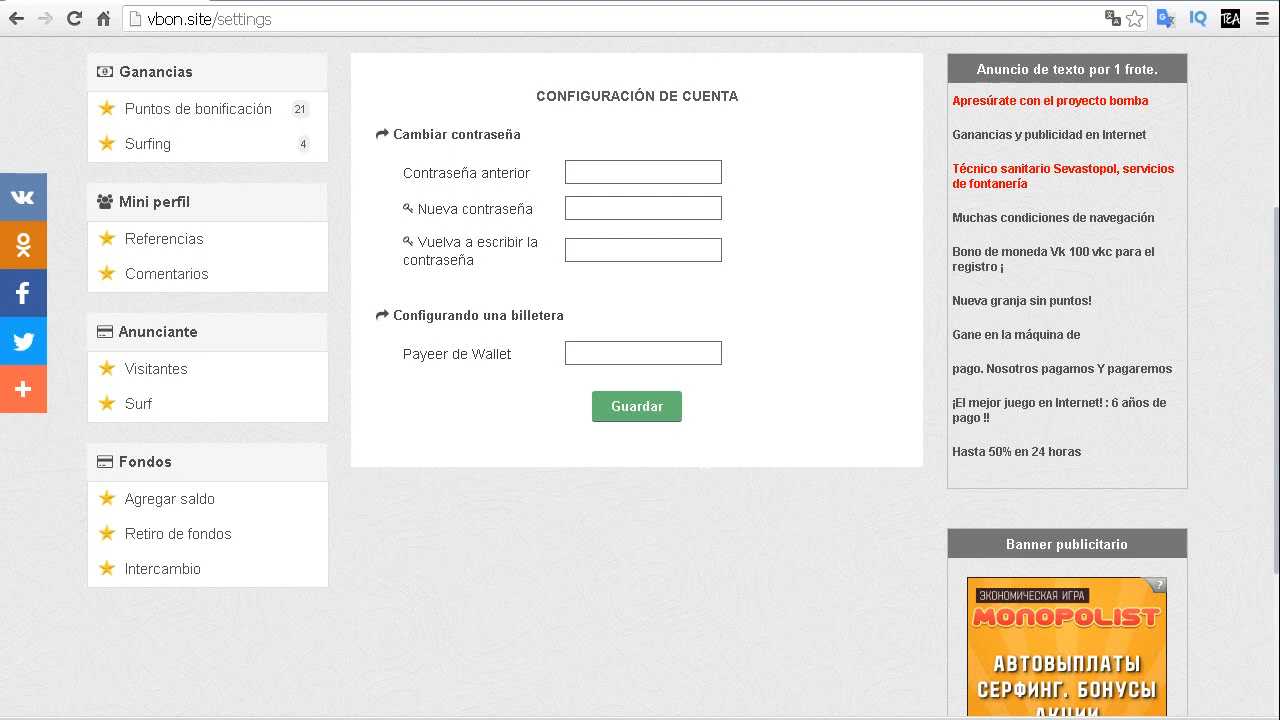 vbon.site/settings
IQ
TEA
Ganancias
Puntos de bonificación 21
Surfing 4
Mini perfil
Referencias
Comentarios
Anunciante
Visitantes
Surf
Fondos
Agregar saldo
Retiro de fondos
Intercambio
CONFIGURACIÓN DE CUENTA
Cambiar contraseña
Contraseña anterior
Nueva contraseña
Vuelva a escribir la
contraseña
Configurando una billetera
Payeer de Wallet
Guardar
Anuncio de texto por 1 frote.
Apresúrate con el proyecto bomba
Ganancias y publicidad en Internet
Técnico sanitario Sevastopol, servicios
de fontanería
Muchas condiciones de navegación
Bono de moneda Vk 100 vkc para el
registro ¡
Nueva granja sin puntos!
Gane en la máquina de
pago. Nosotros pagamos Y pagaremos
¡El mejor juego en Internet! : 6 años de
pago !!
Hasta 50% en 24 horas
Banner publicitario
?
ЭКОНОМИЧЕСКАЯ ИГРА
MONOPOLIST
АВТОВЫПЛАТЫ
СЕРФИНГ. БОНУСЫ
АКЦИИ